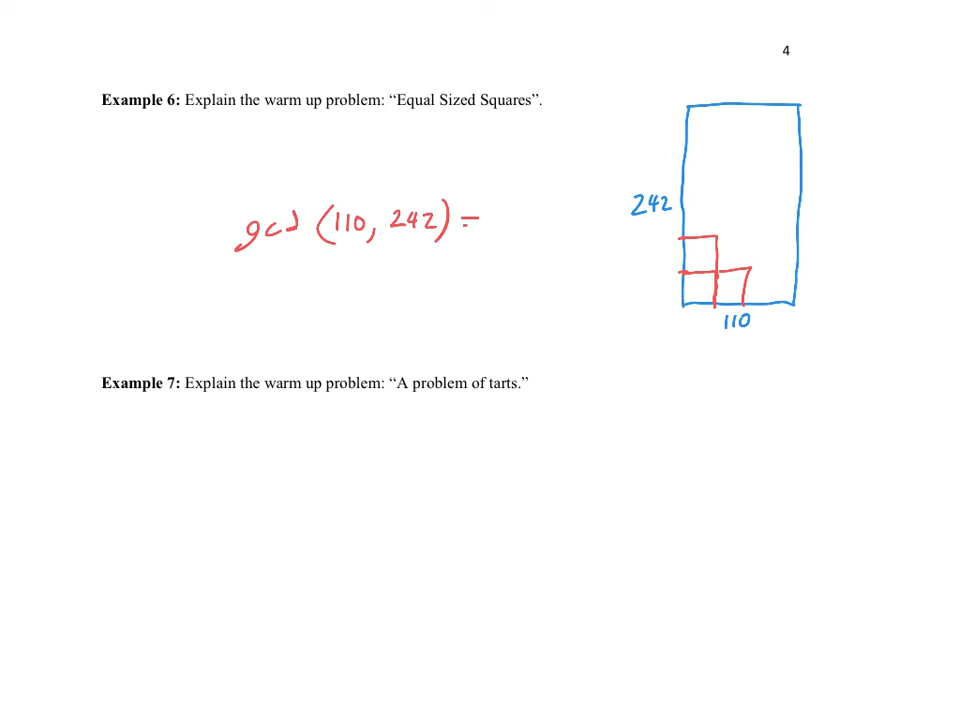 4
Example 6: Explain the warm up problem: “Equal Sized Squares”.
242
gcd (110, 242) =
110
Example 7: Explain the warm up problem: “A problem of tarts.”